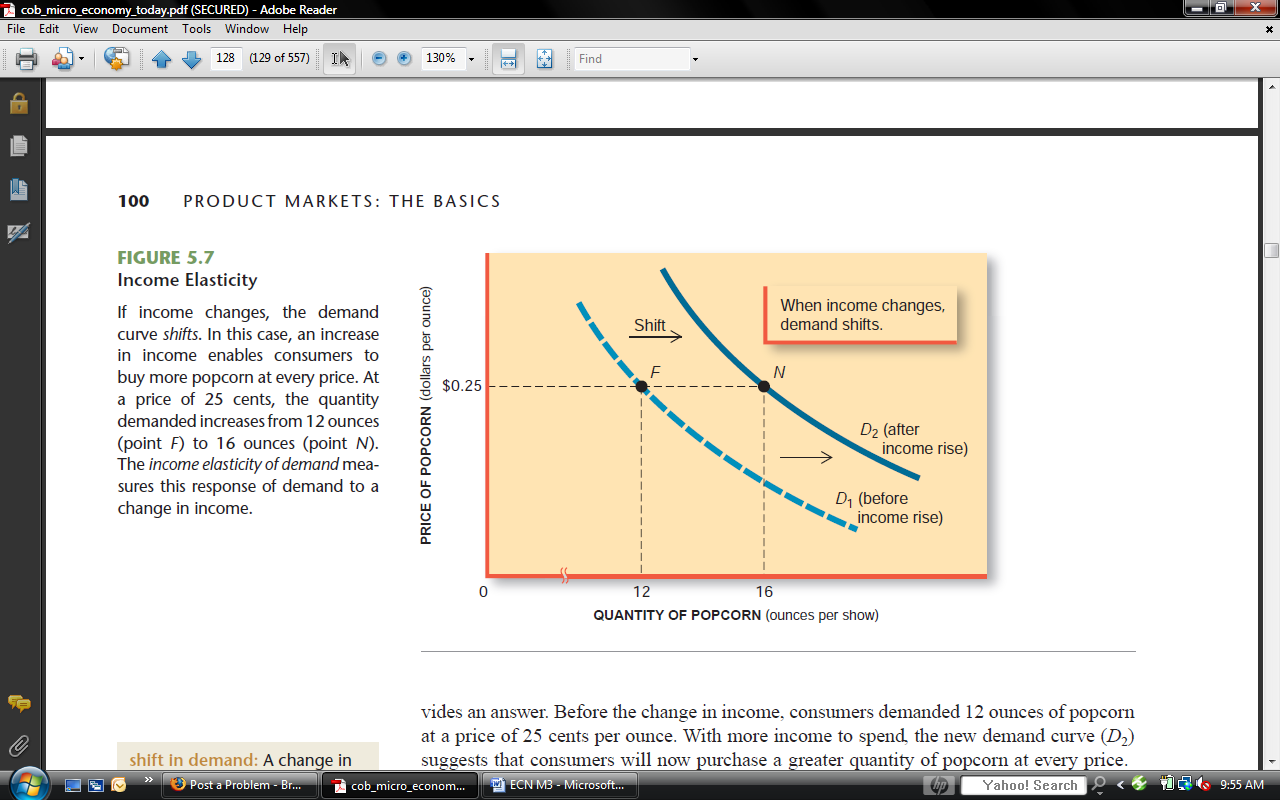 cob_micro_economy_today.pdf (SECURED) - Adobe Reader
File Edit View Document Tools Window Help
128 (129 of 557) 130% Find
100 PRODUCT MARKETS: THE BASICS
FIGURE 5.7
Income Elasticity
If income changes, the demand
curve shifts. In this case, an increase
in income enables consumers to
buy more popcorn at every price. At
a price of 25 cents, the quantity
demanded increases from 12 ounces
(point F) to 16 ounces (point N).
The income elasticity of demand mea-
sures this response of demand to a
change in income.
PRICE OF POPCORN (dollars per ounce)
When income changes,
demand shifts.
Shift
F
N
$0.25
D2 (after
income rise)
D1 (before
income rise)
0 12 16
QUANTITY OF POPCORN (ounces per show)
vides an answer. Before the change in income, consumers demanded 12 ounces of popcorn
at a price of 25 cents per ounce. With more income to spend, the new demand curve (D2)
suggests that consumers will now purchase a greater quantity of popcorn at every price.
shift in demand: A change in
Post a Problem - Br... cob_micro_econom... ECN M3 - Microsoft... hp Yahoo! Search 9:55 AM